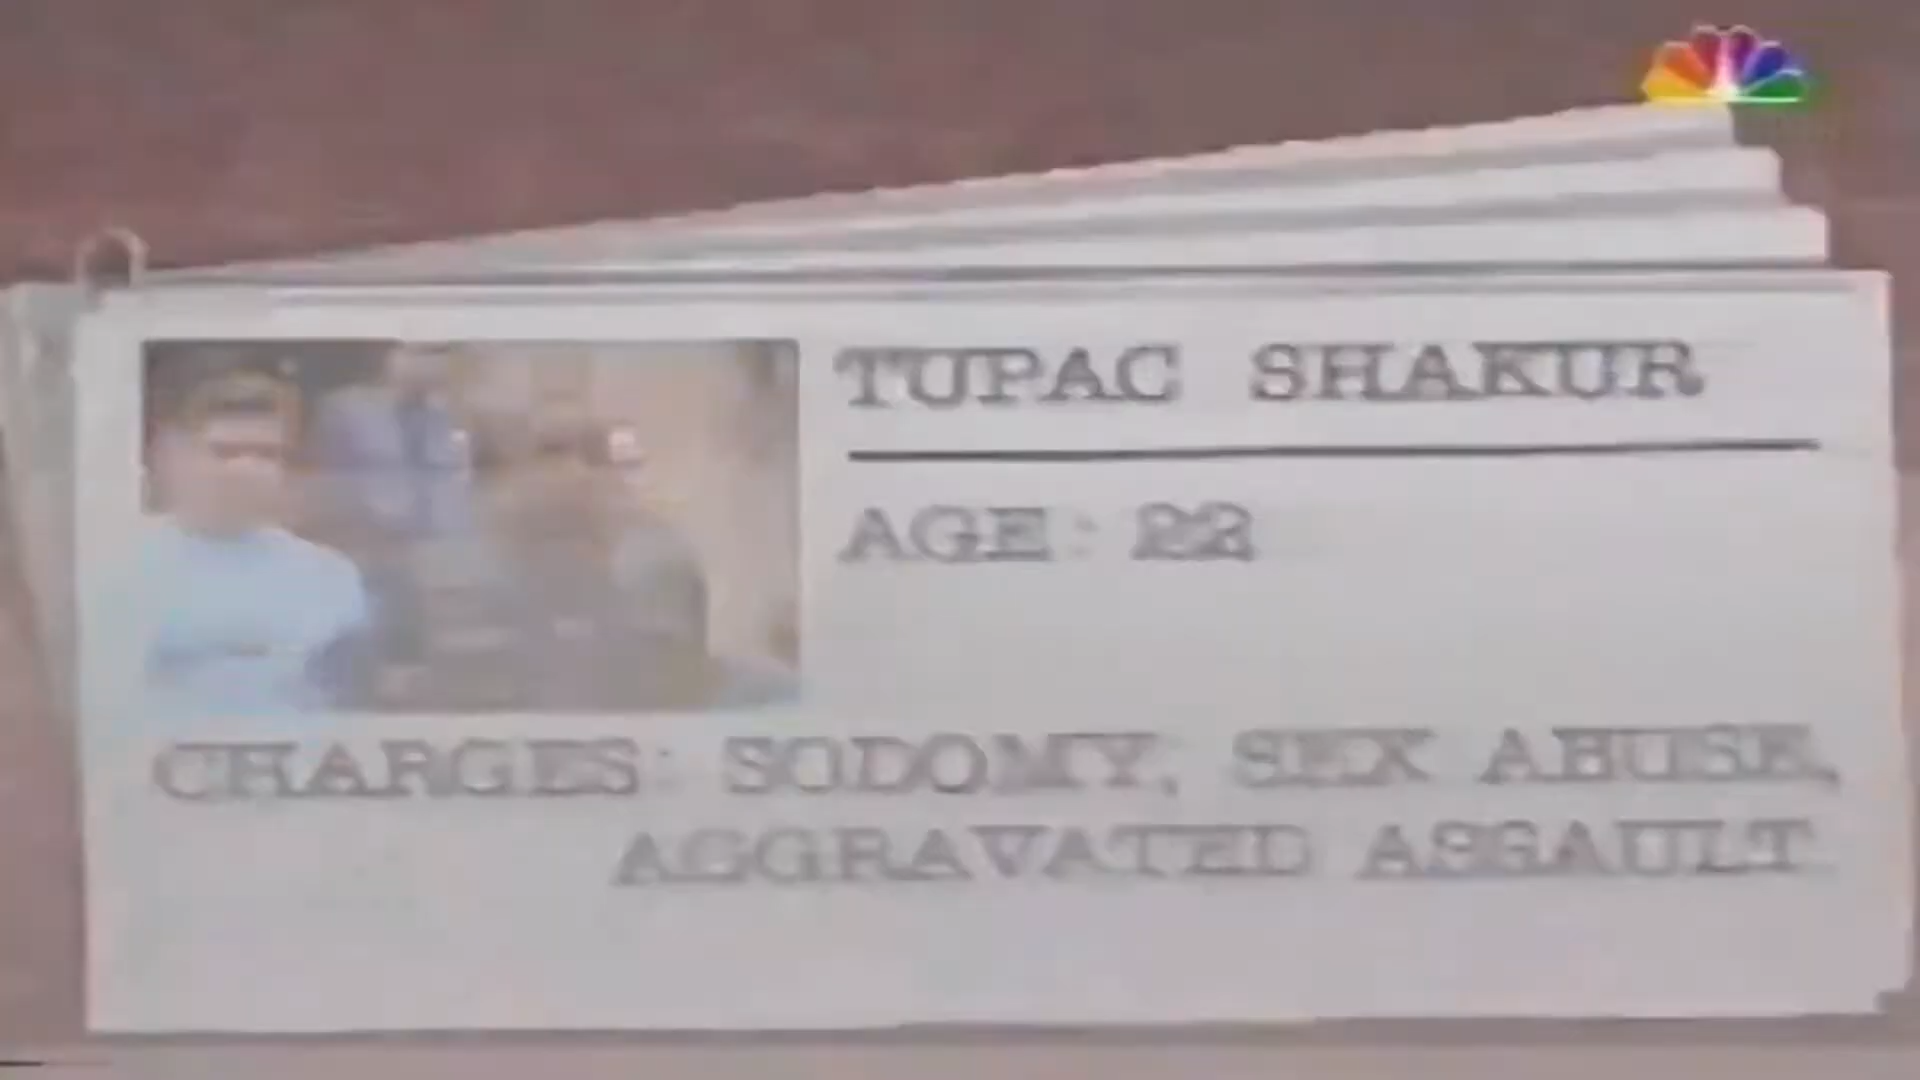 TUPAC SHAKUR
AGE: 22
CHARGES: SODOMY, SEX ABUSE,
AGGRAVATED ASSAULT